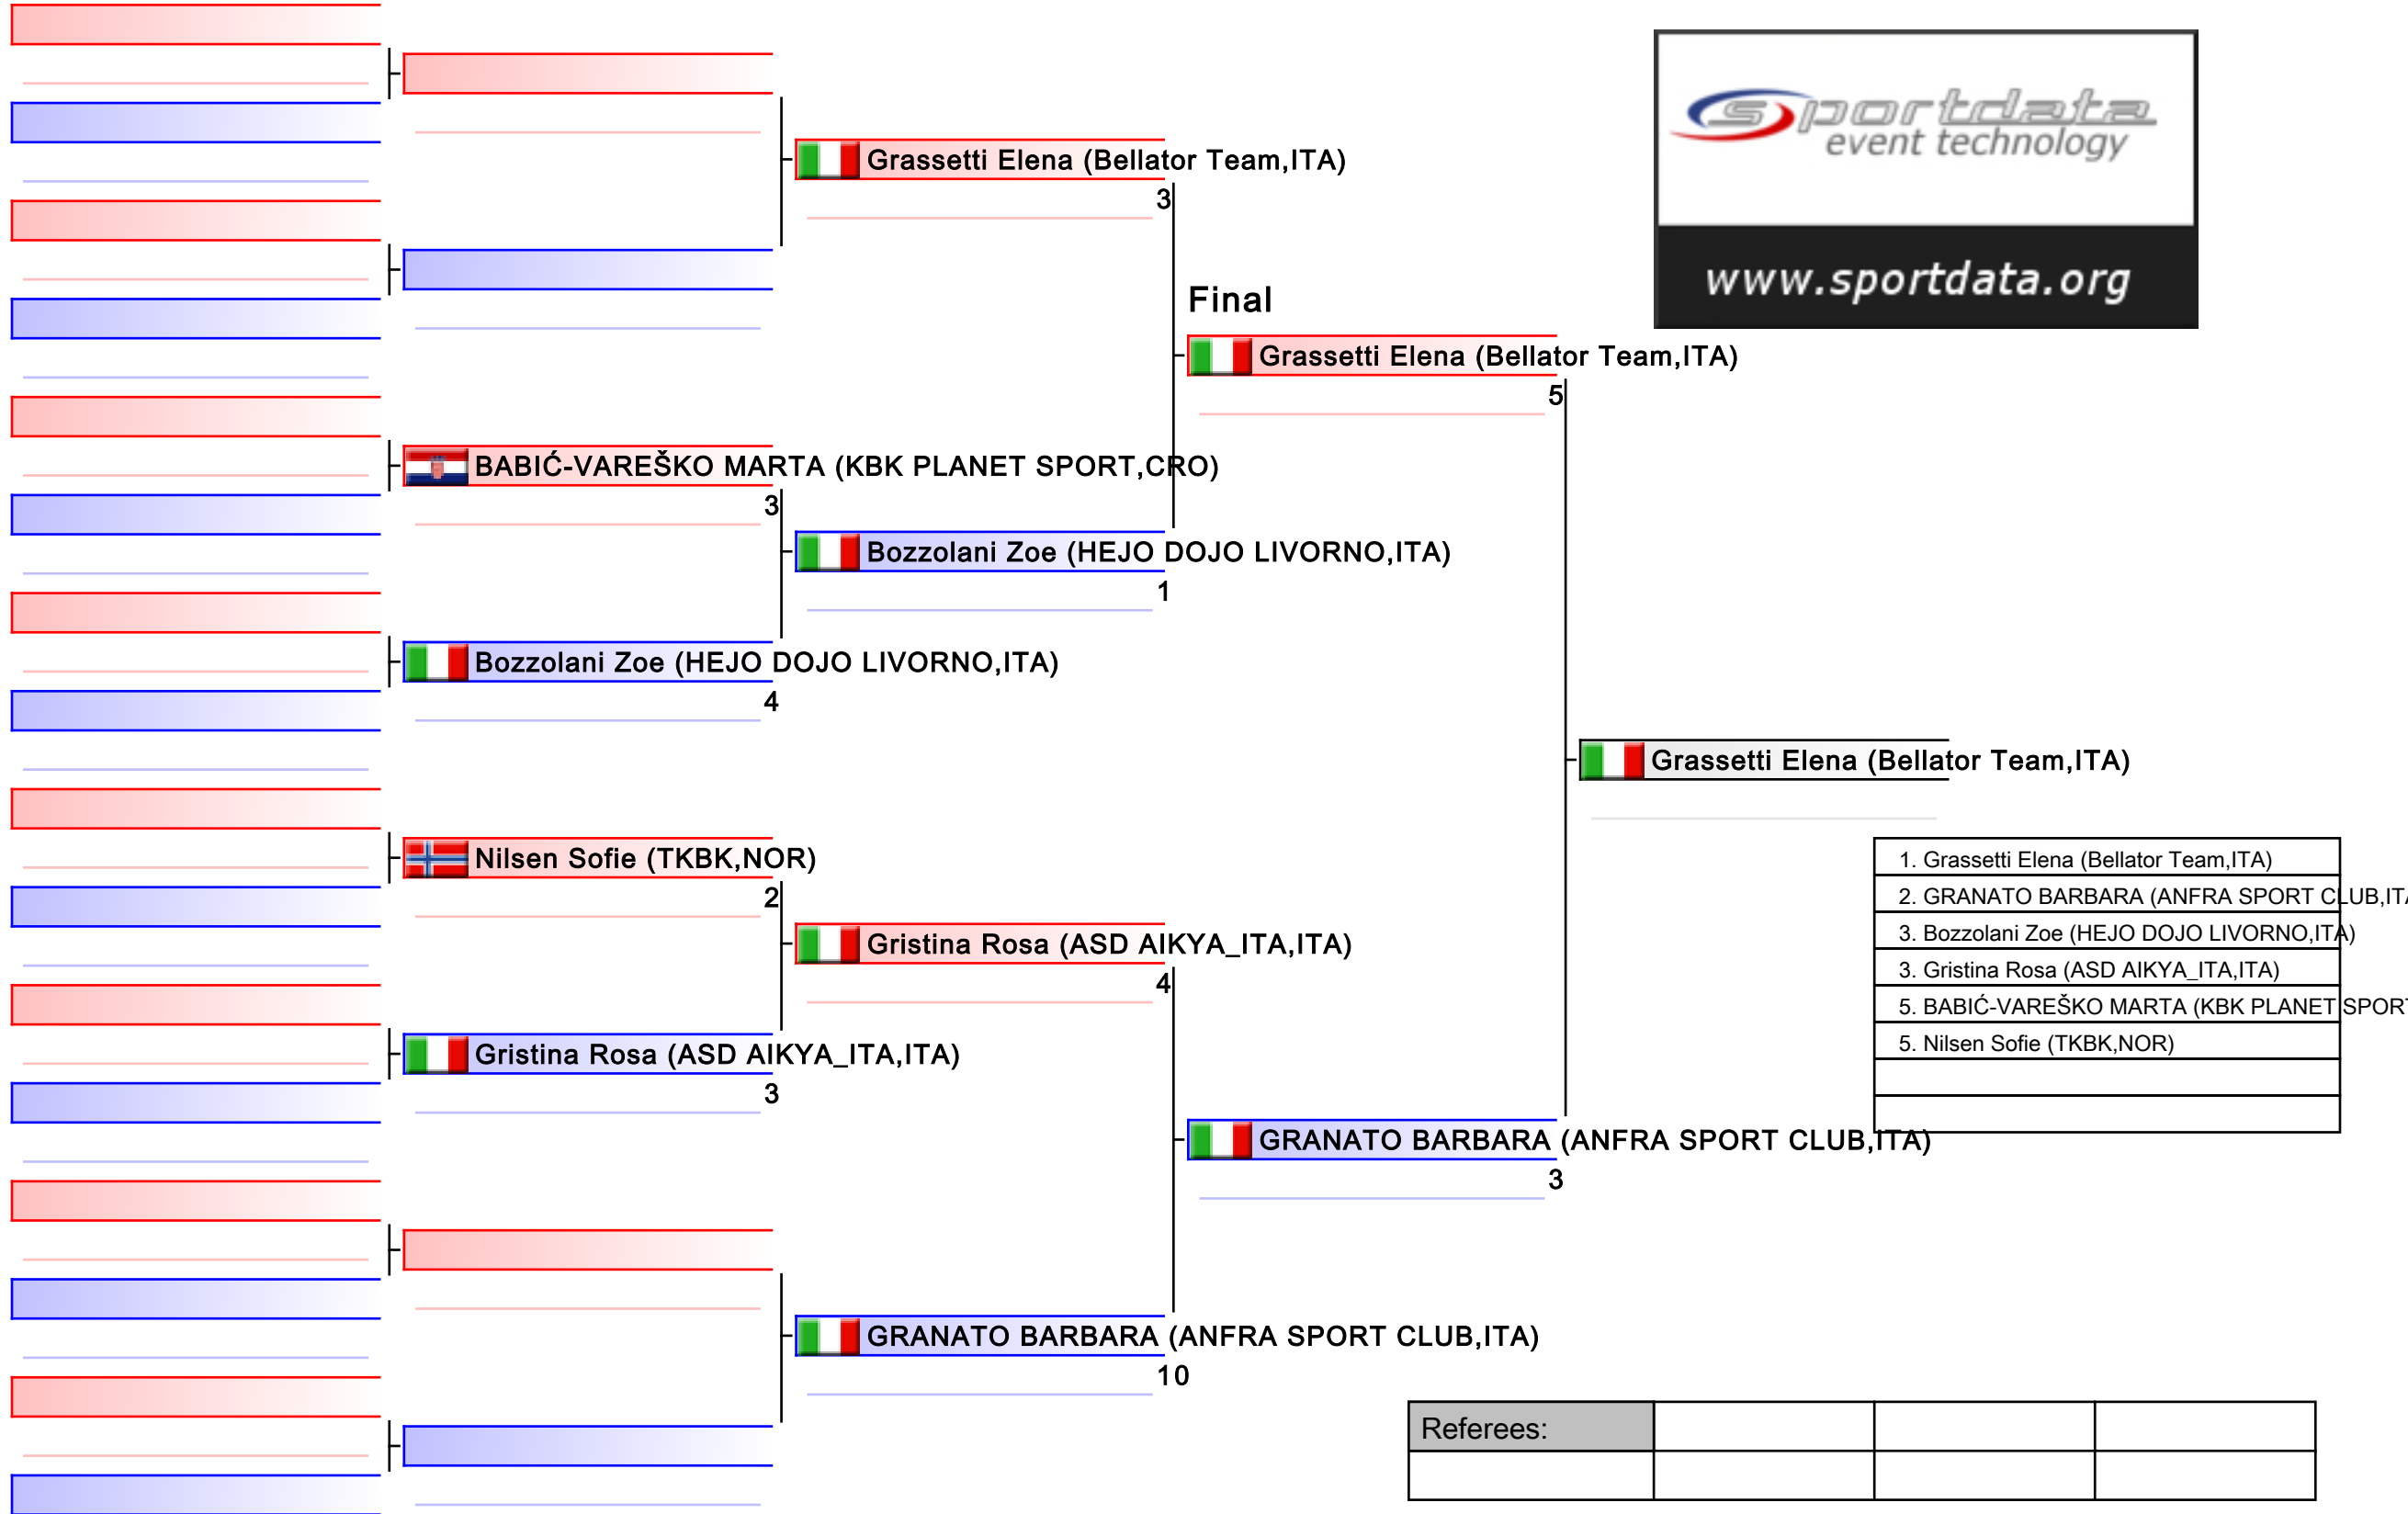 sportdata
event technology
www.sportdata.org
Grassetti Elena (Bellator Team,ITA)
3
Final
Grassetti Elena (Bellator Team,ITA)
5
BABIĆ-VAREŠKO MARTA (KBK PLANET SPORT,CRO)
3
Bozzolani Zoe (HEJO DOJO LIVORNO,ITA)
1
Bozzolani Zoe (HEJO DOJO LIVORNO,ITA)
4
Grassetti Elena (Bellator Team,ITA)
Nilsen Sofie (TKBK,NOR)
2
Gristina Rosa (ASD AIKYA_ITA,ITA)
4
Gristina Rosa (ASD AIKYA_ITA,ITA)
3
GRANATO BARBARA (ANFRA SPORT CLUB,ITA)
3
GRANATO BARBARA (ANFRA SPORT CLUB,ITA)
10
1. Grassetti Elena (Bellator Team,ITA)
2. GRANATO BARBARA (ANFRA SPORT CLUB,ITA
3. Bozzolani Zoe (HEJO DOJO LIVORNO,ITA)
3. Gristina Rosa (ASD AIKYA_ITA,ITA)
5. BABIĆ-VAREŠKO MARTA (KBK PLANET SPORT
5. Nilsen Sofie (TKBK,NOR)
Referees: